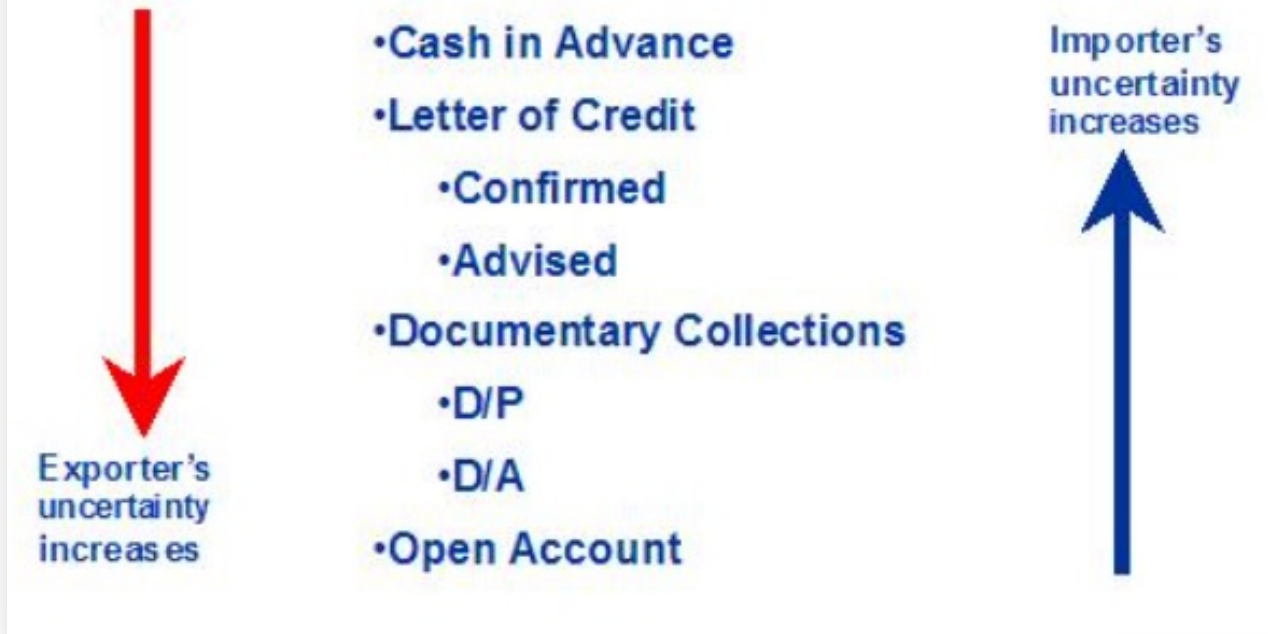 •Cash in Advance
•Letter of Credit
•Confirmed
•Advised
•Documentary Collections
•D/P
•D/A
•Open Account
Exporter's
uncertainty
increases
Importer's
uncertainty
increases